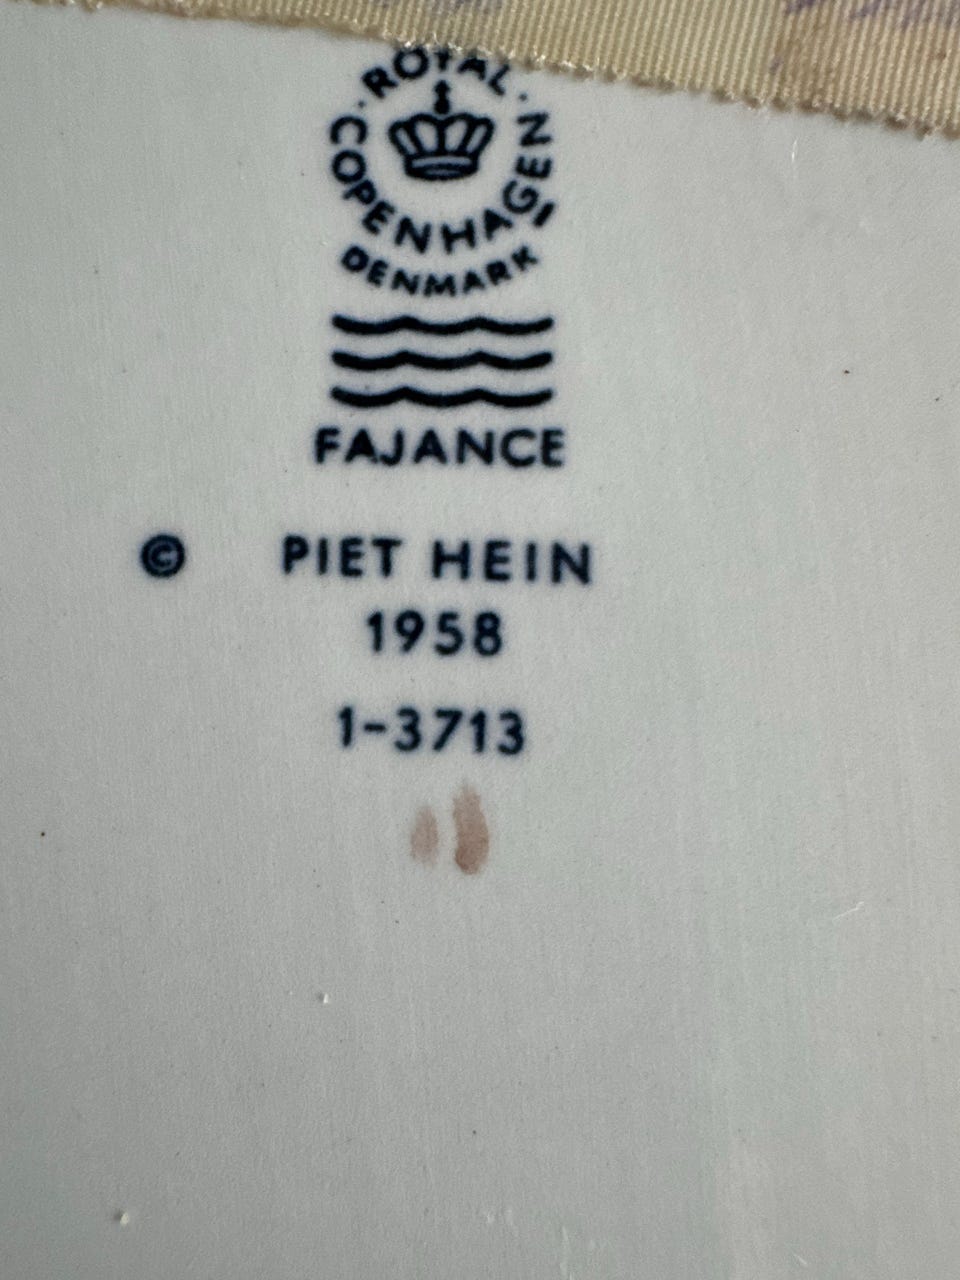 ROYAL
COPENHAGEN
DENMARK
FAJANCE
© PIET HEIN
1958
1-3713